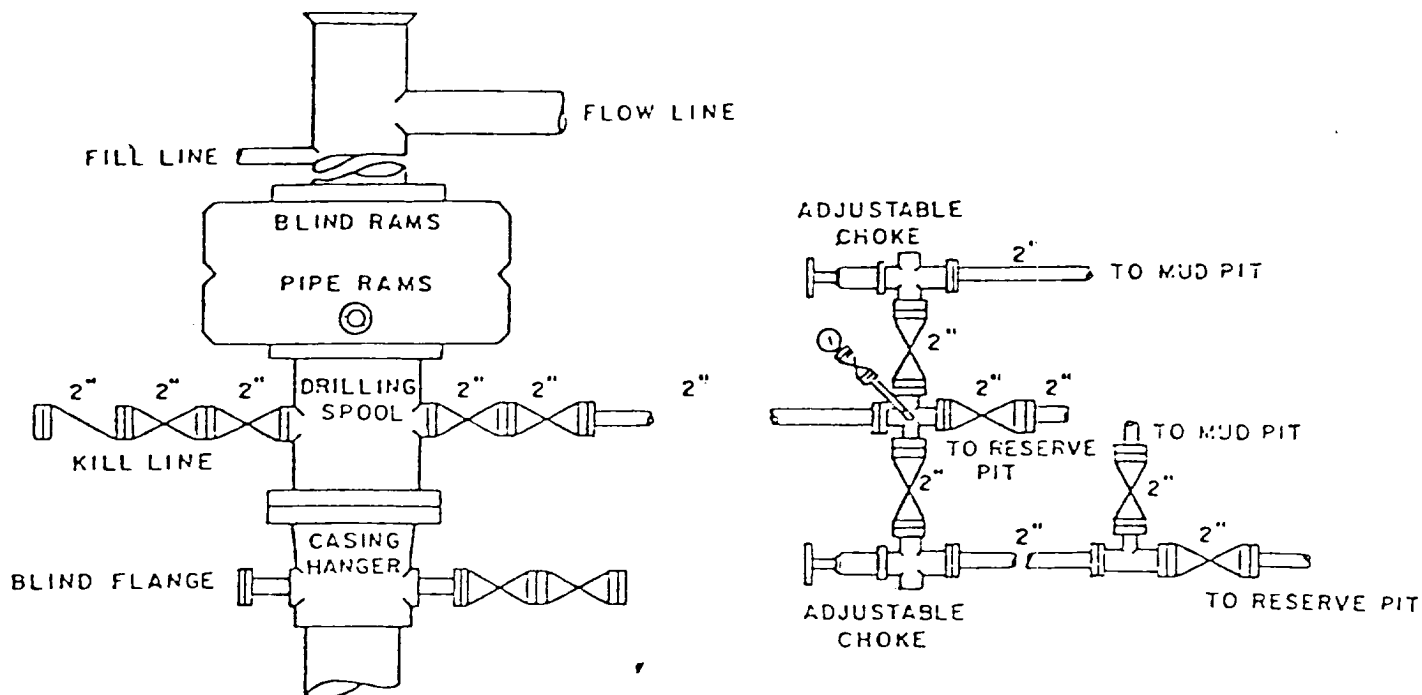 FLOW LINE
FILL LINE
BLIND RAMS
PIPE RAMS
2" 2" 2" DRILLING 2" 2" 2"
SPOOL
KILL LINE
CASING
HANGER
BLIND FLANGE
ADJUSTABLE
CHOKE
2"
TO MUD PIT
2"
2" 2"
TO RESERVE
PIT
TO MUD PIT
2"
2"
2"
2"
TO RESERVE PIT
ADJUSTABLE
CHOKE